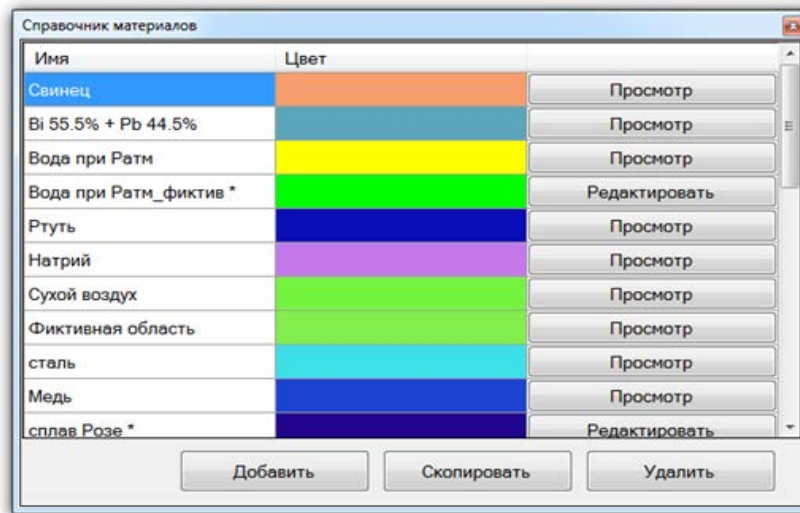 Справочник материалов
Имя Цвет
Свинец Просмотр
Bi 55.5% + Pb 44.5% Просмотр
Вода при Ратм Просмотр
Вода при Ратм_фиктив * Редактировать
Ртуть Просмотр
Натрий Просмотр
Сухой воздух Просмотр
Фиктивная область Просмотр
сталь Просмотр
Медь Просмотр
сплав Розе * Редактировать
Добавить Скопировать Удалить